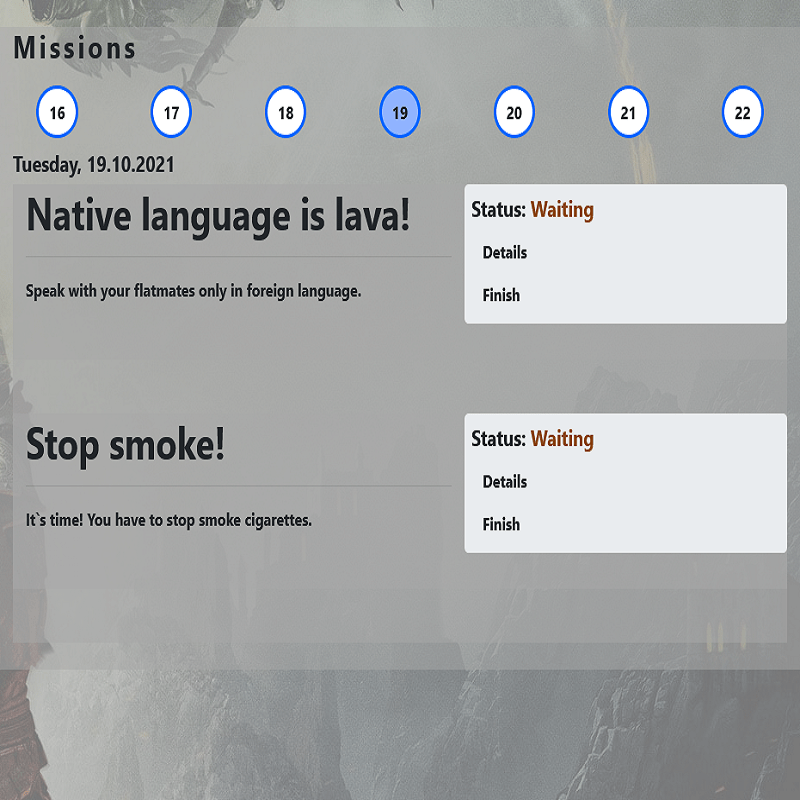 Missions
16 17 18 19 20 21 22
Tuesday, 19.10.2021
Native language is lava!
Speak with your flatmates only in foreign language.
Status: Waiting
Details
Finish
Stop smoke!
It`s time! You have to stop smoke cigarettes.
Status: Waiting
Details
Finish